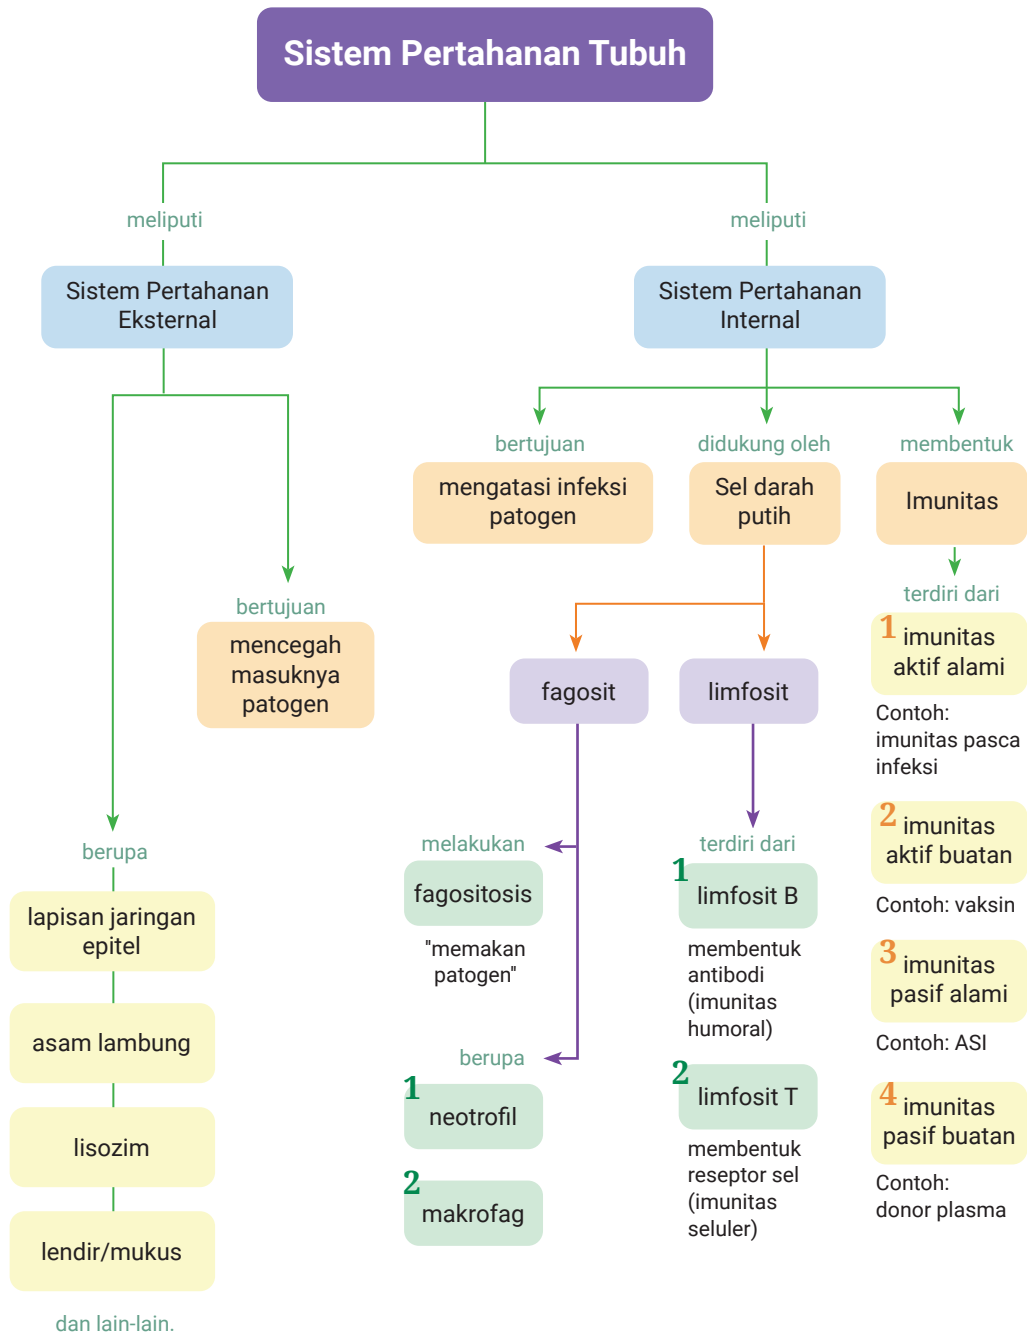 Sistem Pertahanan Tubuh
meliputi
Sistem Pertahanan
Eksternal
berupa
lapisan jaringan
epitel
asam lambung
lisozim
lendir/mukus
dan lain-lain.
bertujuan
mencegah
masuknya
patogen
meliputi
Sistem Pertahanan
Internal
bertujuan
mengatasi infeksi
patogen
didukung oleh
Sel darah
putih
fagosit
melakukan
fagositosis
"memakan
patogen"
berupa
1 neotrofil
2 makrofag
limfosit
terdiri dari
1 limfosit B
membentuk
antibodi
(imunitas
humoral)
2 limfosit T
membentuk
reseptor sel
(imunitas
seluler)
membentuk
Imunitas
terdiri dari
1 imunitas
aktif alami
Contoh:
imunitas pasca
infeksi
2 imunitas
aktif buatan
Contoh: vaksin
3 imunitas
pasif alami
Contoh: ASI
4 imunitas
pasif buatan
Contoh:
donor plasma